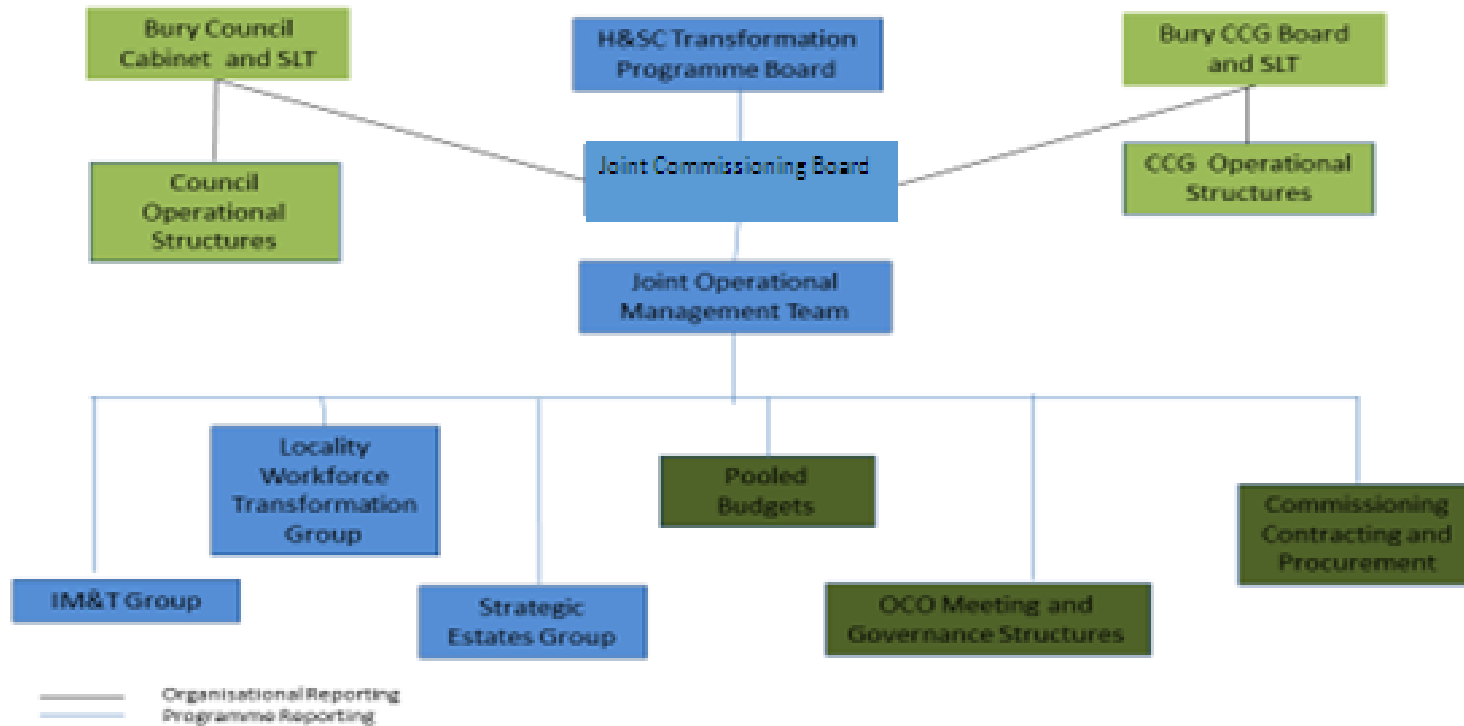 Bury Council
Cabinet and SLT
H&SC Transformation
Programme Board
Bury CCG Board
and SLT
Joint Commissioning Board
Council
Operational
Structures
CCG Operational
Structures
Joint Operational
Management Team
Locality
Workforce
Transformation
Group
Pooled
Budgets
Commissioning
Contracting and
Procurement
IM&T Group
Strategic
Estates Group
OCO Meeting and
Governance Structures
Organisational Reporting
Programme Reporting